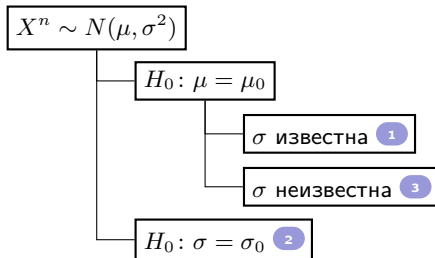 X^n ∼ N(μ, σ^2)
H_0: μ = μ_0
σ известна 1
σ неизвестна 3
H_0: σ = σ_0 2